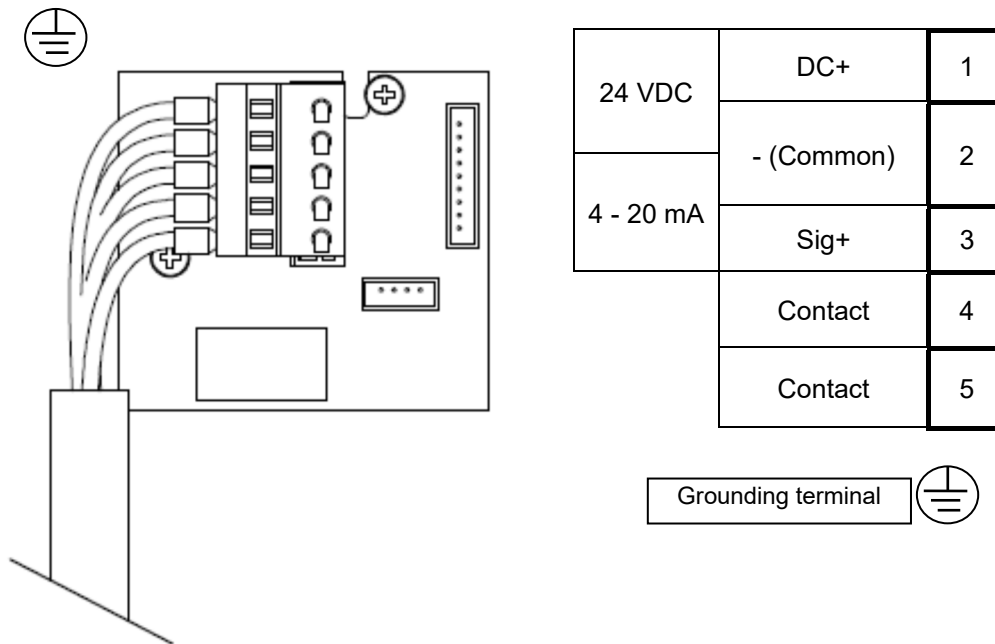 24 VDC
DC+
1
- (Common)
2
4 - 20 mA
Sig+
3
Contact
4
Contact
5
Grounding terminal